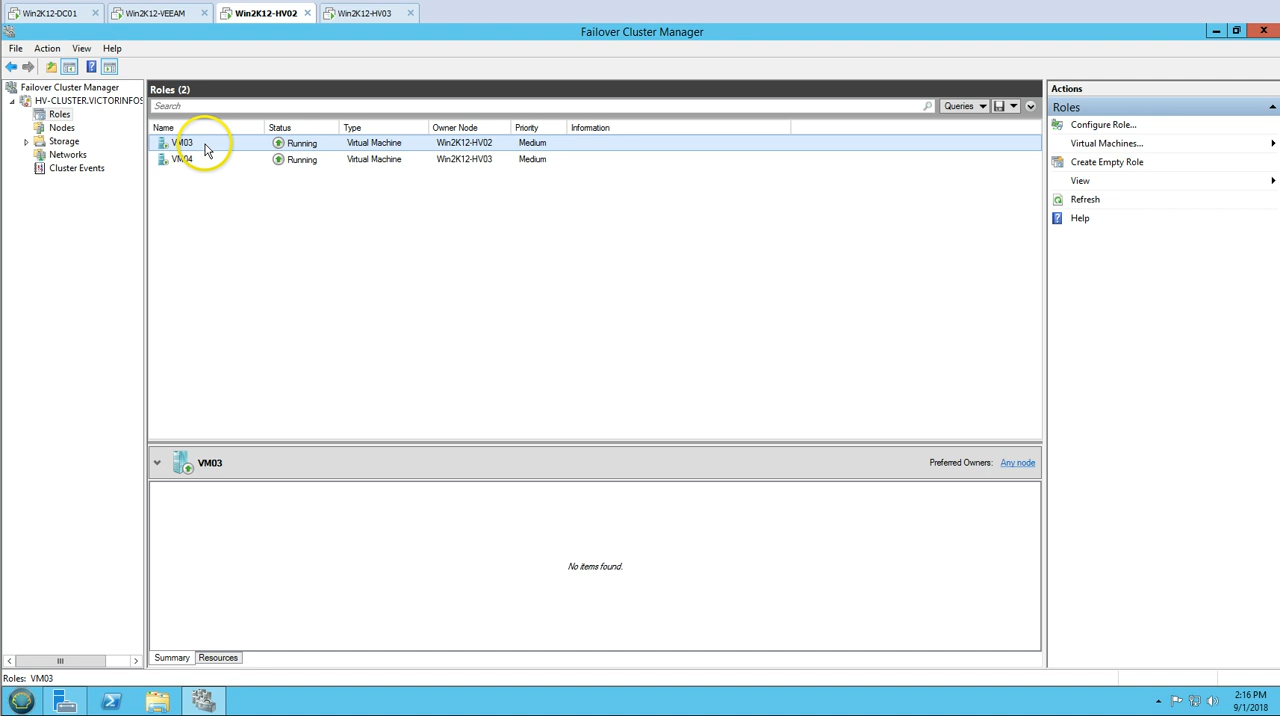 Win2K12-DC01
Win2K12-VEEAM
Win2K12-HV02
Win2K12-HV03
Failover Cluster Manager
File Action View Help
Failover Cluster Manager
HV-CLUSTER.VICTORINFOS
Roles
Nodes
Storage
Networks
Cluster Events
Roles (2)
Search
Queries
Name Status Type Owner Node Priority Information
VM03 Running Virtual Machine Win2K12-HV02 Medium
VM04 Running Virtual Machine Win2K12-HV03 Medium
VM03
Preferred Owners: Any node
No items found.
Summary Resources
Actions
Roles
Configure Role...
Virtual Machines...
Create Empty Role
View
Refresh
Help
Roles: VM03
2:16 PM
9/1/2018